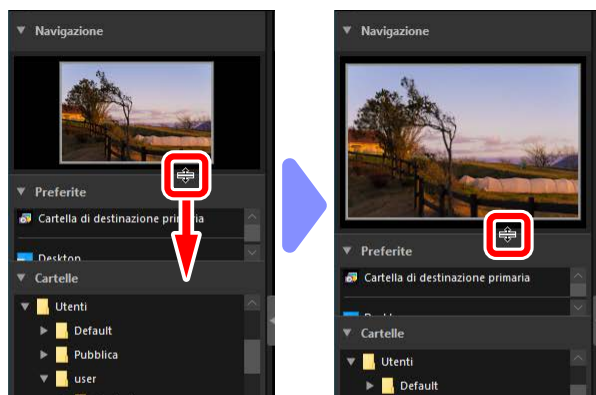 Navigazione
Preferite
Cartella di destinazione primaria
Desktop
Cartelle
Utenti
Default
Pubblica
user
Navigazione
Preferite
Cartella di destinazione primaria
Cartelle
Utenti
Default